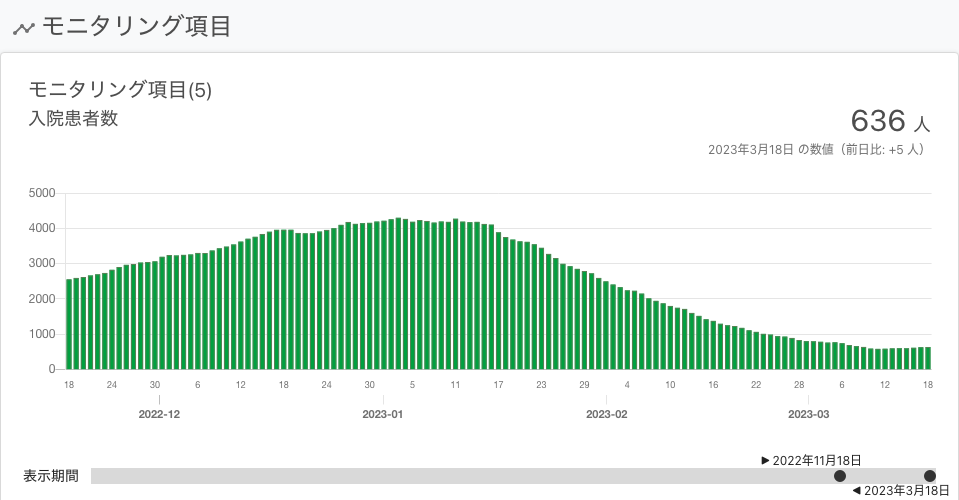 モニタリング項目
モニタリング項目(5)
入院患者数
636 人
2023年3月18日 の数値（前日比: +5 人）
5000
4000
3000
2000
1000
0
18 24 30 6 12 18 24 30 5 11 17 23 29 4 10 16 22 28 6 12 18
2022-12 2023-01 2023-02 2023-03
▶ 2022年11月18日
表示期間
◀ 2023年3月18日